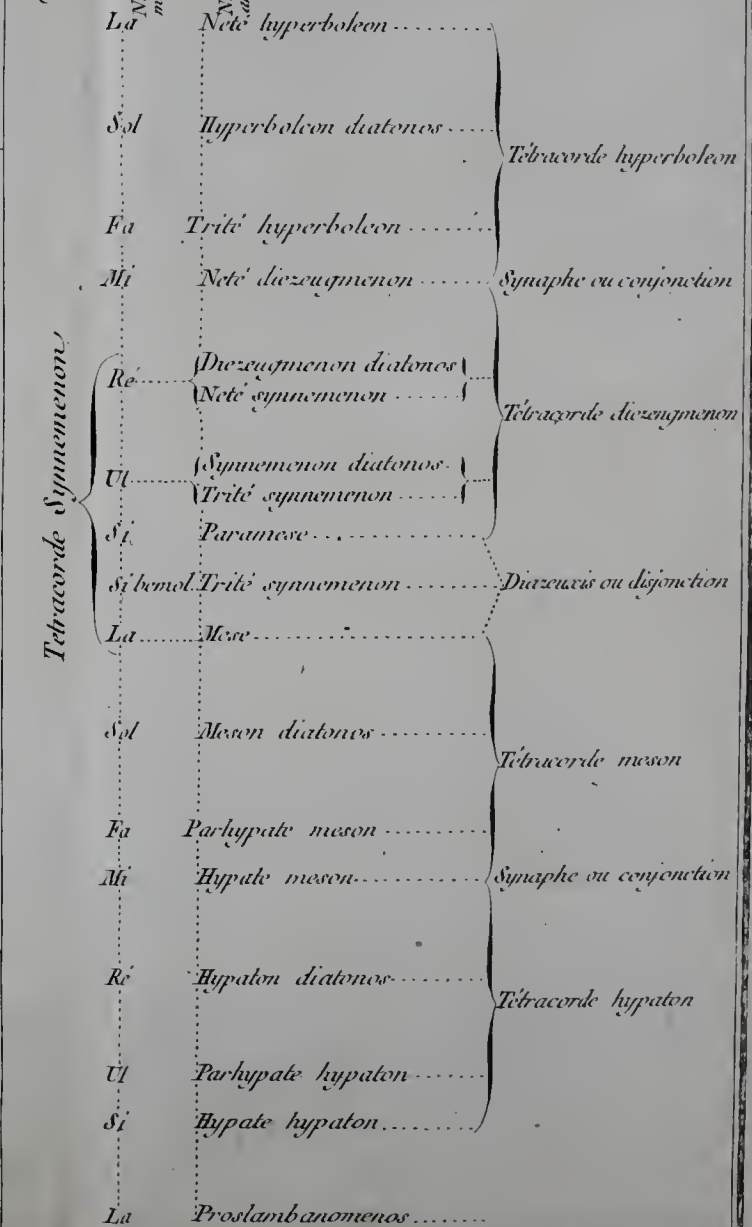 La Neté hyperboleon
Sol Hyperboleon diatonos
Tétracorde hyperboleon
Fa Trité hyperboleon
Mi Neté diezeugmenon Synaphe ou conjonction
Tétracorde Synnemenon
Ré Diezeugmenon diatonos
Neté synnemenon
Tétracorde diezeugmenon
Ut Synnemenon diatonos
Trité synnemenon
Si Paramese
Si bemol Trité synnemenon Diazeuxis ou disjonction
La Mese
Sol Meson diatonos
Tétracorde meson
Fa Parhypate meson
Mi Hypate meson Synaphe ou conjonction
Ré Hypaton diatonos
Tétracorde hypaton
Ut Parhypate hypaton
Si Hypate hypaton
La Proslambanomenos